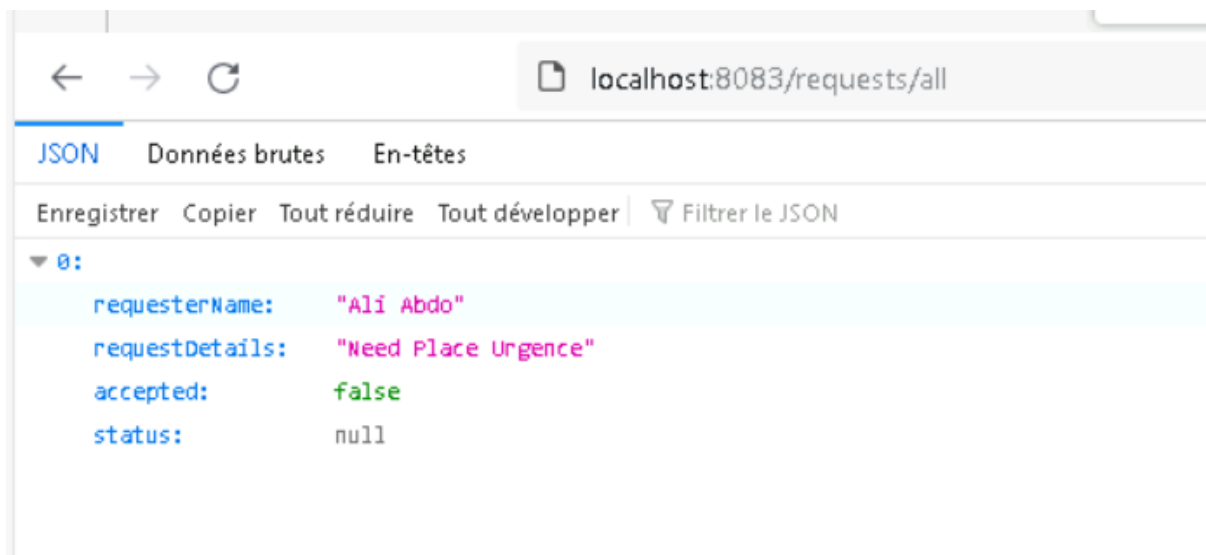 localhost:8083/requests/all
JSON Données brutes En-têtes
Enregistrer Copier Tout réduire Tout développer Filtrer le JSON
0:
requesterName: "Ali Abdo"
requestDetails: "Need Place Urgence"
accepted: false
status: null